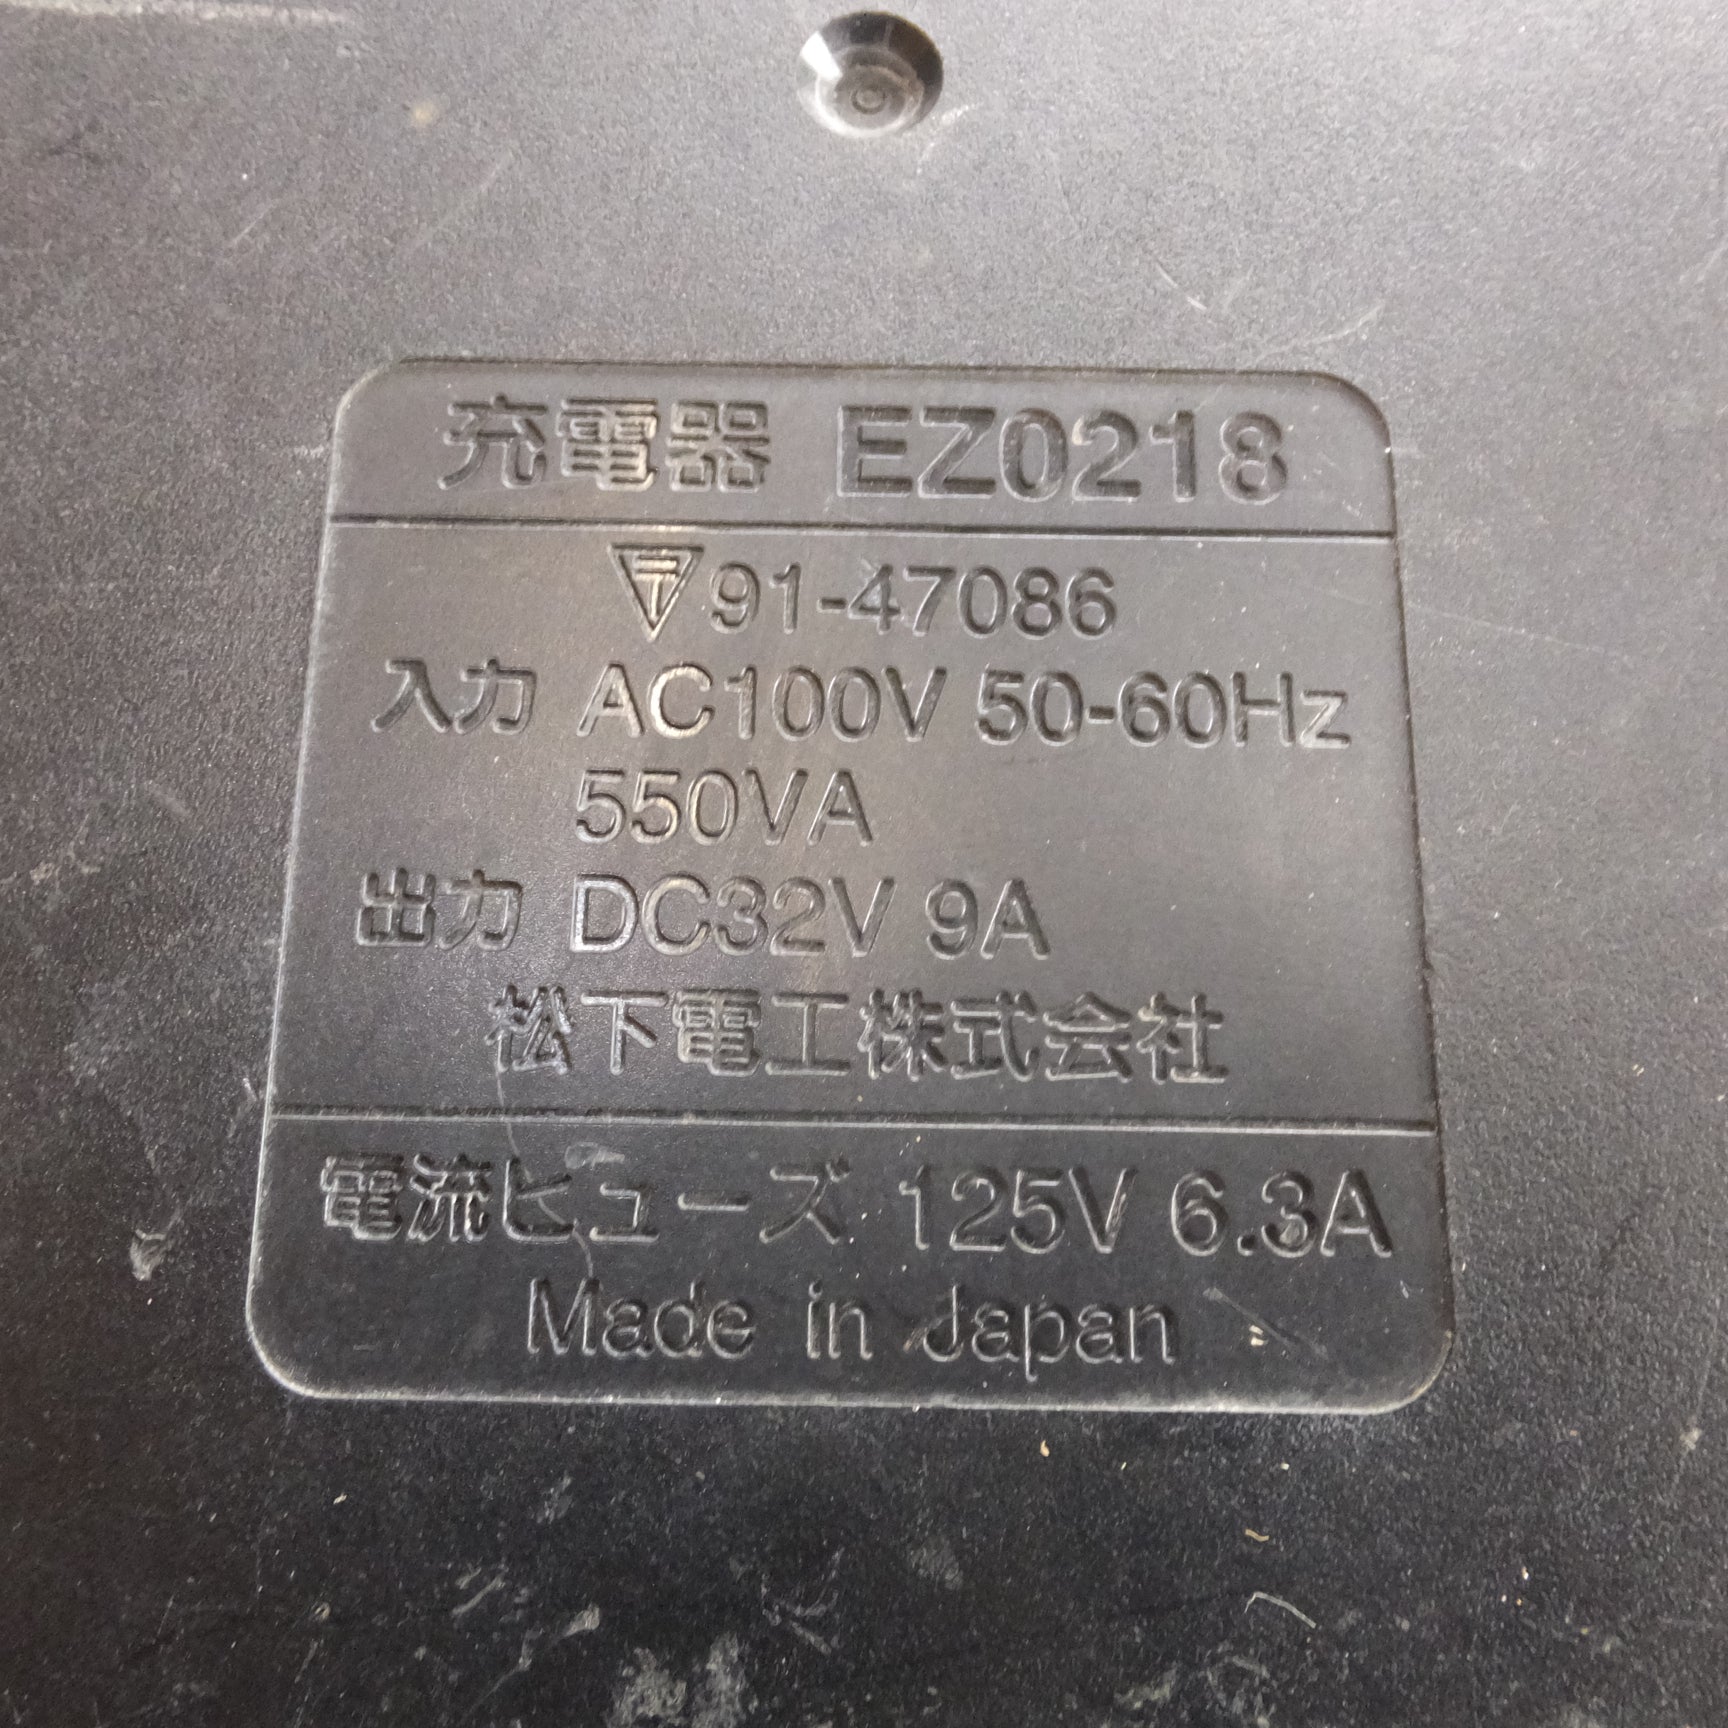 充電器 EZ0218
91-47086
入力 AC100V 50-60Hz
550VA
出力 DC32V 9A
松下電工株式会社
電流ヒューズ 125V 6.3A
Made in Japan